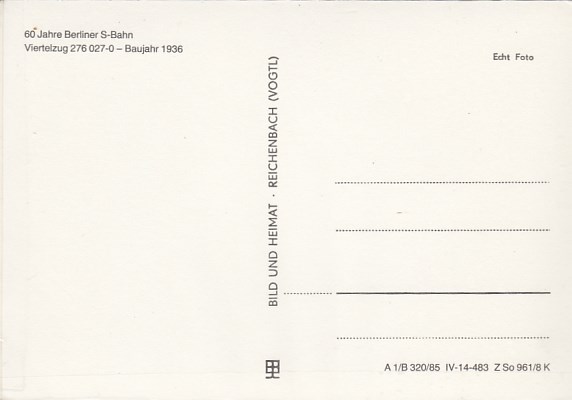 60 Jahre Berliner S-Bahn
Viertelzug 276 027-0 – Baujahr 1936
Echt Foto
BILD UND HEIMAT · REICHENBACH (VOGTL)
A 1/B 320/85 IV-14-483 Z So 961/8 K